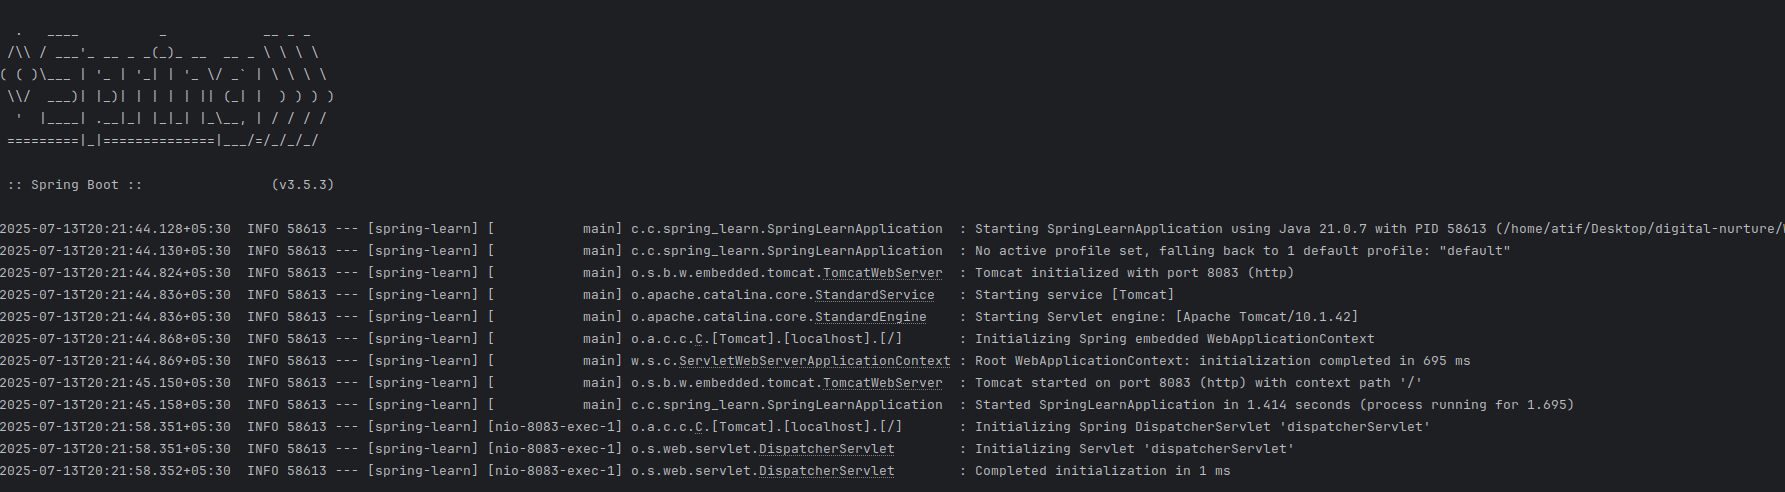 .   ____          _            __ _ _
 /\\ / ___'_ __ _ _(_)_ __  __ _ \ \ \ \
( ( )\___ | '_ | '_| | '_ \/ _` | \ \ \ \
 \\/  ___)| |_)| | | | | || (_| |  ) ) ) )
  '  |____| .__|_| |_|_| |_\__, | / / / /
 =========|_|==============|___/=/_/_/_/
 :: Spring Boot ::                (v3.5.3)
2025-07-13T20:21:44.128+05:30  INFO 58613 --- [spring-learn] [           main] c.c.spring_learn.SpringLearnApplication  : Starting SpringLearnApplication using Java 21.0.7 with PID 58613 (/home/atif/Desktop/digital-nurture/
2025-07-13T20:21:44.130+05:30  INFO 58613 --- [spring-learn] [           main] c.c.spring_learn.SpringLearnApplication  : No active profile set, falling back to 1 default profile: "default"
2025-07-13T20:21:44.824+05:30  INFO 58613 --- [spring-learn] [           main] o.s.b.w.embedded.tomcat.TomcatWebServer  : Tomcat initialized with port 8083 (http)
2025-07-13T20:21:44.836+05:30  INFO 58613 --- [spring-learn] [           main] o.apache.catalina.core.StandardService   : Starting service [Tomcat]
2025-07-13T20:21:44.836+05:30  INFO 58613 --- [spring-learn] [           main] o.apache.catalina.core.StandardEngine    : Starting Servlet engine: [Apache Tomcat/10.1.42]
2025-07-13T20:21:44.868+05:30  INFO 58613 --- [spring-learn] [           main] o.a.c.c.C.[Tomcat].[localhost].[/]       : Initializing Spring embedded WebApplicationContext
2025-07-13T20:21:44.869+05:30  INFO 58613 --- [spring-learn] [           main] w.s.c.ServletWebServerApplicationContext : Root WebApplicationContext: initialization completed in 695 ms
2025-07-13T20:21:45.150+05:30  INFO 58613 --- [spring-learn] [           main] o.s.b.w.embedded.tomcat.TomcatWebServer  : Tomcat started on port 8083 (http) with context path '/'
2025-07-13T20:21:45.158+05:30  INFO 58613 --- [spring-learn] [           main] c.c.spring_learn.SpringLearnApplication  : Started SpringLearnApplication in 1.414 seconds (process running for 1.695)
2025-07-13T20:21:58.351+05:30  INFO 58613 --- [spring-learn] [nio-8083-exec-1] o.a.c.c.C.[Tomcat].[localhost].[/]       : Initializing Spring DispatcherServlet 'dispatcherServlet'
2025-07-13T20:21:58.351+05:30  INFO 58613 --- [spring-learn] [nio-8083-exec-1] o.s.web.servlet.DispatcherServlet        : Initializing Servlet 'dispatcherServlet'
2025-07-13T20:21:58.352+05:30  INFO 58613 --- [spring-learn] [nio-8083-exec-1] o.s.web.servlet.DispatcherServlet        : Completed initialization in 1 ms